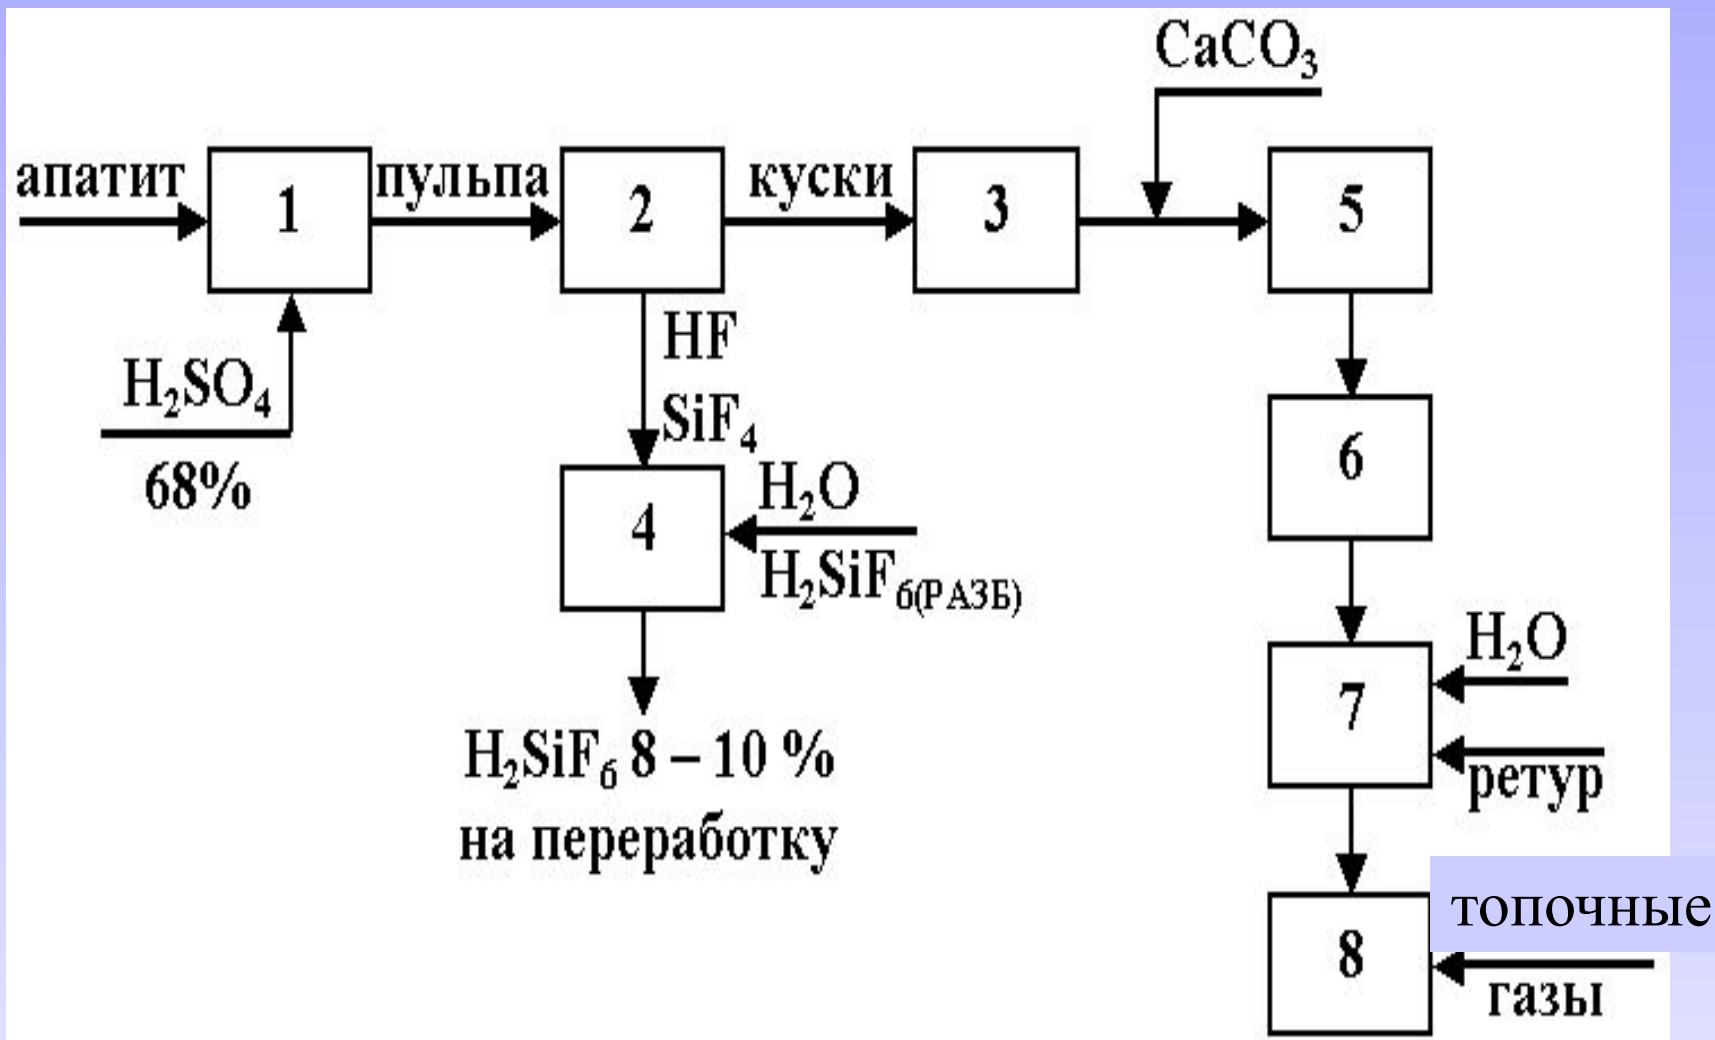 CaCO₃
апатит
1
пульпа
2
куски
3
5
H₂SO₄
68%
HF
SiF₄
4
H₂O
H₂SiF₆(РАЗБ)
6
H₂SiF₆ 8 – 10 %
на переработку
7
H₂O
ретур
8
топочные
газы